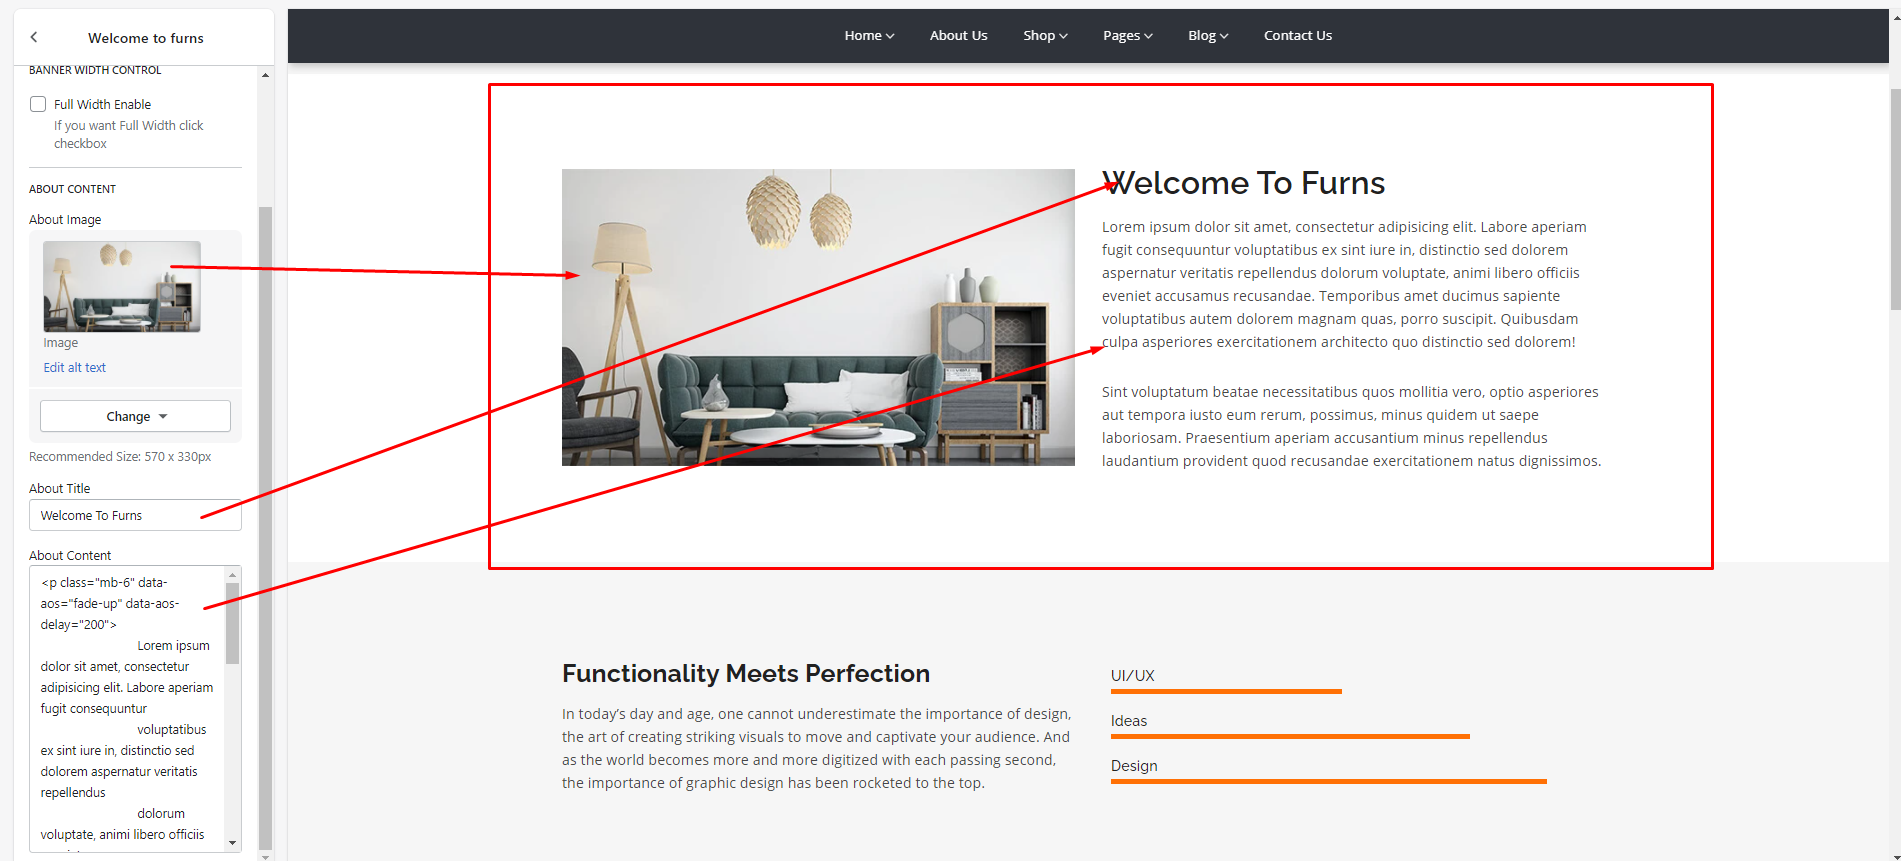 Welcome to furns
BANNER WIDTH CONTROL
Full Width Enable
If you want Full Width click
checkbox
ABOUT CONTENT
About Image
Image
Edit alt text
Change
Recommended Size: 570 x 330px
About Title
Welcome To Furns
About Content
<p class="mb-6" data-
aos="fade-up" data-aos-
delay="200">
Lorem ipsum
dolor sit amet, consectetur
adipisicing elit. Labore aperiam
fugit consequuntur
voluptatibus
ex sint iure in, distinctio sed
dolorem aspernatur veritatis
repellendus
dolorum
voluptate, animi libero officiis
Home
About Us
Shop
Pages
Blog
Contact Us
Welcome To Furns
Lorem ipsum dolor sit amet, consectetur adipisicing elit. Labore aperiam
fugit consequuntur voluptatibus ex sint iure in, distinctio sed dolorem
aspernatur veritatis repellendus dolorum voluptate, animi libero officiis
eveniet accusamus recusandae. Temporibus amet ducimus sapiente
voluptatibus autem dolorem magnam quas, porro suscipit. Quibusdam
culpa asperiores exercitationem architecto quo distinctio sed dolorem!
Sint voluptatum beatae necessitatibus quos mollitia vero, optio asperiores
aut tempora iusto eum rerum, possimus, minus quidem ut saepe
laboriosam. Praesentium aperiam accusantium minus repellendus
laudantium provident quod recusandae exercitationem natus dignissimos.
Functionality Meets Perfection
In today’s day and age, one cannot underestimate the importance of design,
the art of creating striking visuals to move and captivate your audience. And
as the world becomes more and more digitized with each passing second,
the importance of graphic design has been rocketed to the top.
UI/UX
Ideas
Design